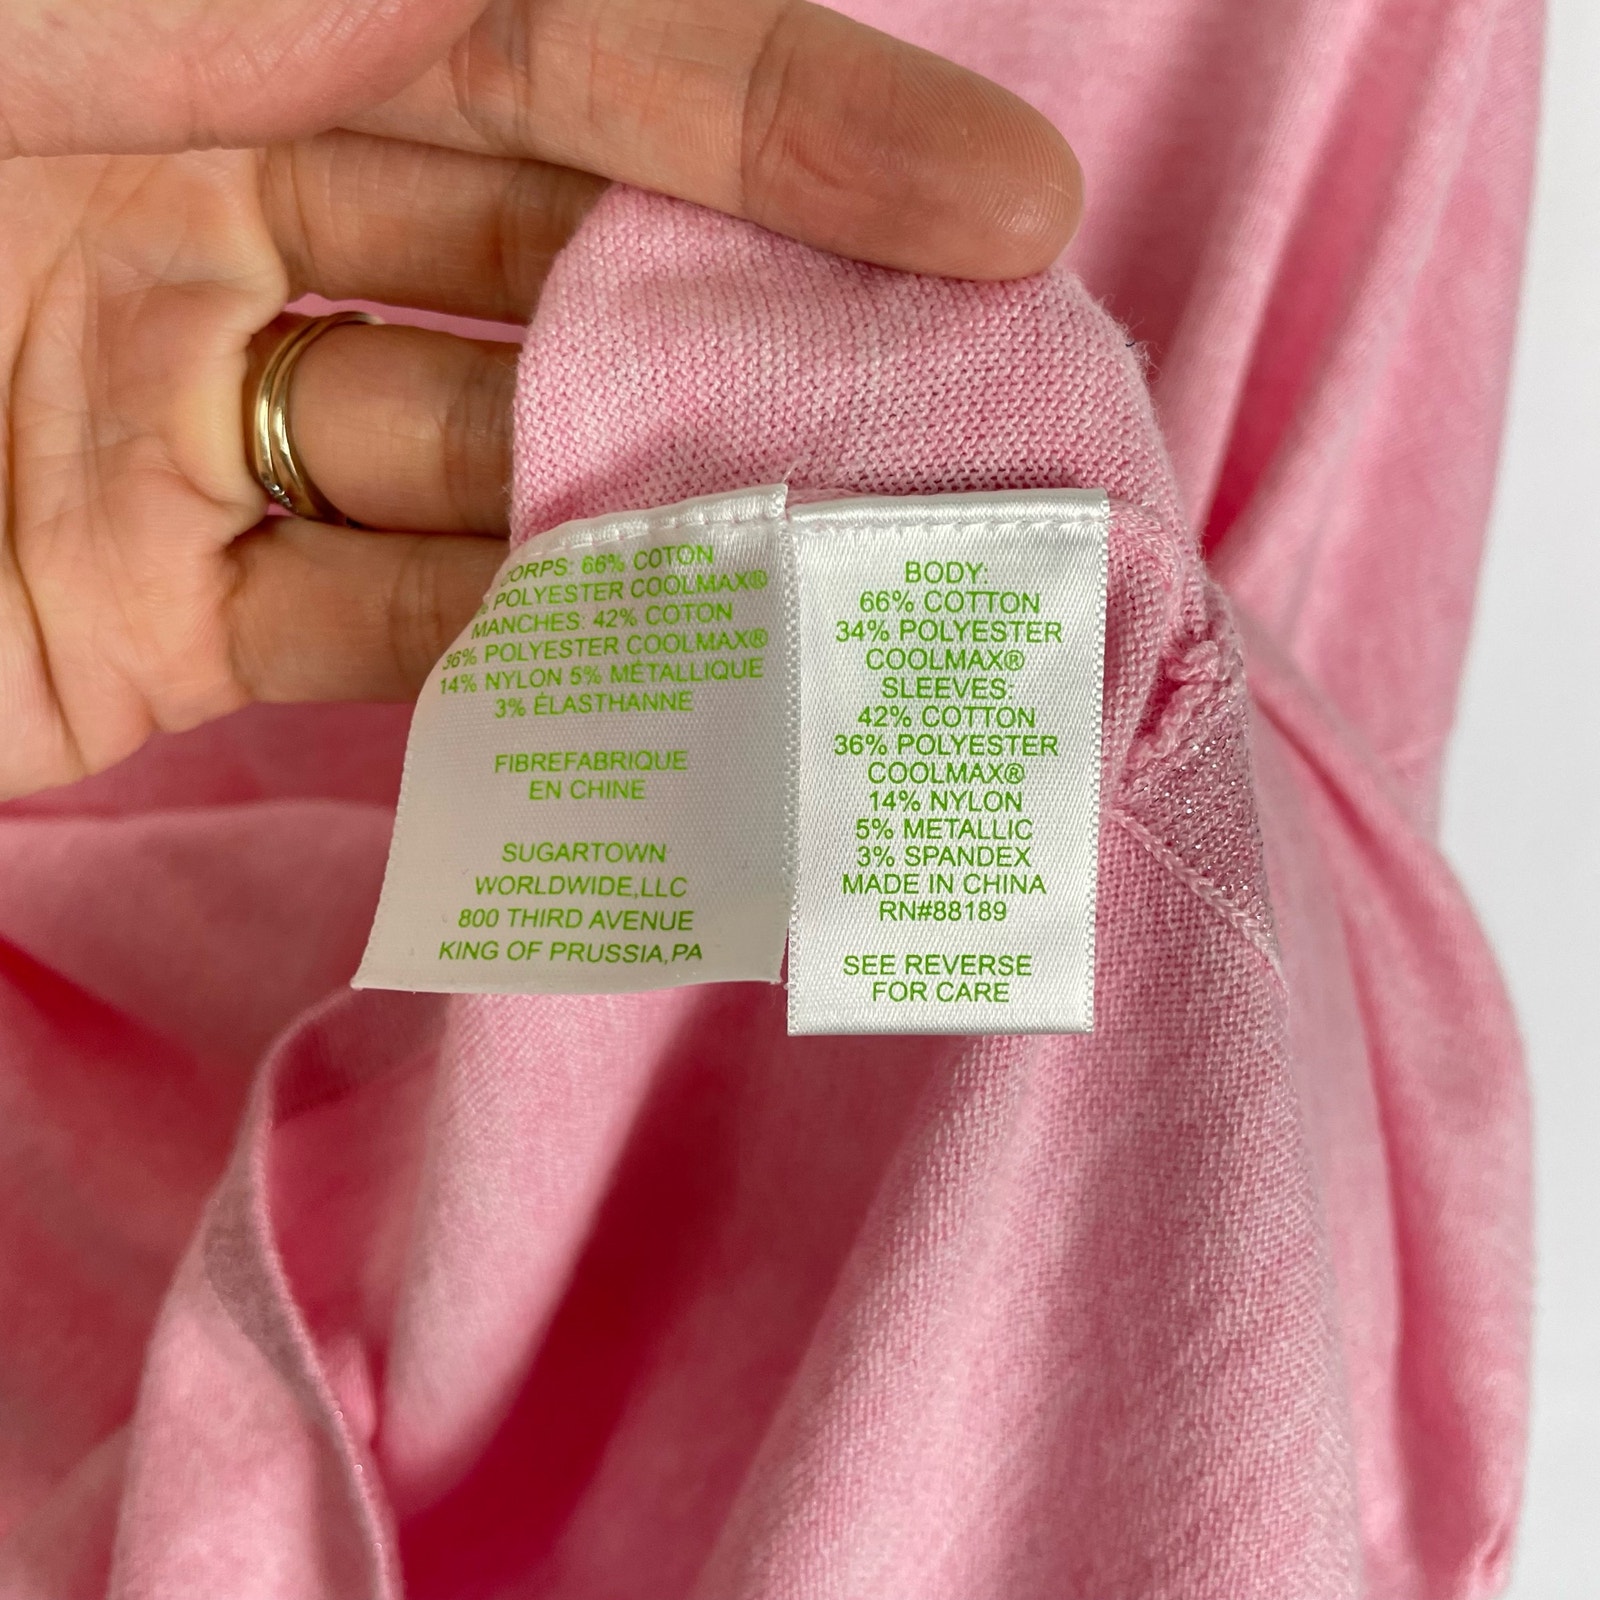 CORPS: 66% COTON
% POLYESTER COOLMAX®
MANCHES: 42% COTON
36% POLYESTER COOLMAX®
14% NYLON 5% MÉTALLIQUE
3% ÉLASTHANNE
FIBREFABRIQUE
EN CHINE
SUGARTOWN
WORLDWIDE,LLC
800 THIRD AVENUE
KING OF PRUSSIA,PA
BODY:
66% COTTON
34% POLYESTER
COOLMAX®
SLEEVES:
42% COTTON
36% POLYESTER
COOLMAX®
14% NYLON
5% METALLIC
3% SPANDEX
MADE IN CHINA
RN#88189
SEE REVERSE
FOR CARE